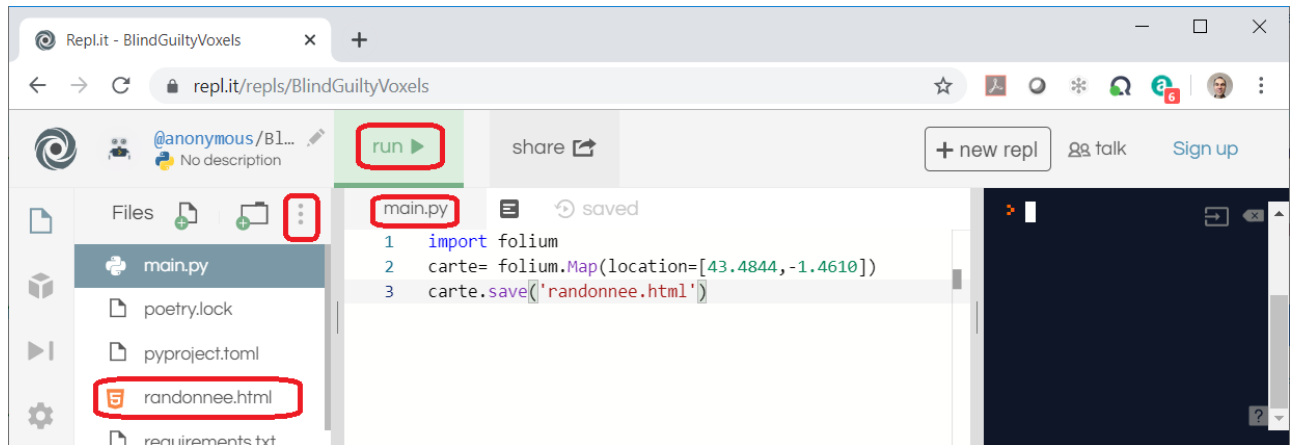 Repl.it - BlindGuiltyVoxels
repl.it/repls/BlindGuiltyVoxels
6
@anonymous/Bl...
No description
run
share
+ new repl
talk
Sign up
Files
main.py
poetry.lock
pyproject.toml
randonnee.html
requirements.txt
main.py
saved
1 import folium
2 carte= folium.Map(location=[43.4844,-1.4610])
3 carte.save('randonnee.html')
?